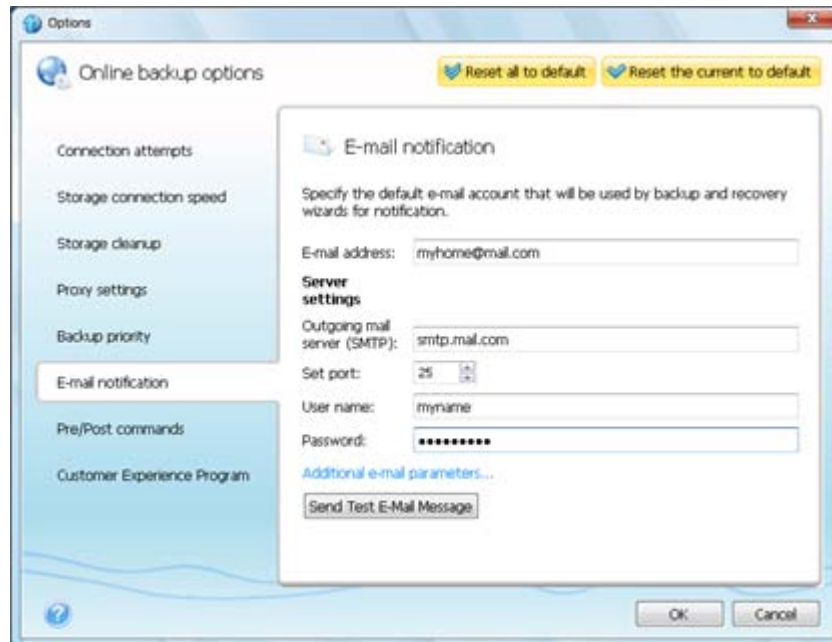 Options
Online backup options
Reset all to default
Reset the current to default
Connection attempts
Storage connection speed
Storage cleanup
Proxy settings
Backup priority
E-mail notification
Pre/Post commands
Customer Experience Program
E-mail notification
Specify the default e-mail account that will be used by backup and recovery
wizards for notification.
E-mail address: myhome@mail.com
Server
settings
Outgoing mail
server (SMTP): smtp.mail.com
Set port: 25
User name: myname
Password: •••••••••
Additional e-mail parameters...
Send Test E-Mail Message
OK
Cancel